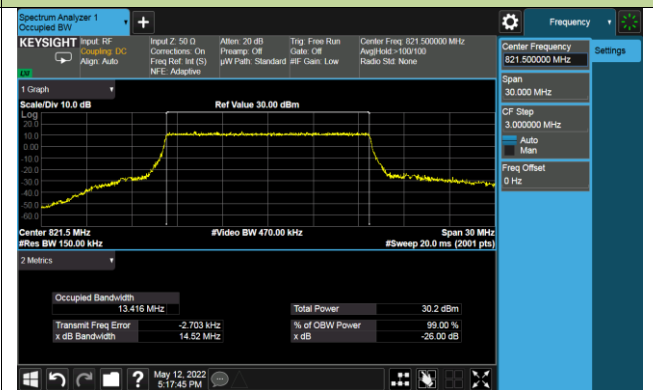 Spectrum Analyzer 1
Occupied BW
+
Frequency
KEYSIGHT
Input: RF
Coupling: DC
Align: Auto
Input Z: 50 Ω
Corrections: On
Freq Ref: Int (S)
NFE: Adaptive
Atten: 20 dB
Preamp: Off
µW Path: Standard
Trig: Free Run
Gate: Off
#IF Gain: Low
Center Freq: 821.500000 MHz
Avg|Hold:>100/100
Radio Std: None
Center Frequency
821.500000 MHz
Settings
Span
30.000 MHz
CF Step
3.000000 MHz
Auto
Man
Freq Offset
0 Hz
1 Graph
Scale/Div 10.0 dB
Ref Value 30.00 dBm
Log
20.0
10.0
0.00
-10.0
-20.0
-30.0
-40.0
-50.0
-60.0
Center 821.5 MHz
#Video BW 470.00 kHz
Span 30 MHz
#Res BW 150.00 kHz
#Sweep 20.0 ms (2001 pts)
2 Metrics
Occupied Bandwidth
13.416 MHz
Total Power
30.2 dBm
Transmit Freq Error
-2.703 kHz
% of OBW Power
99.00 %
x dB Bandwidth
14.52 MHz
x dB
-26.00 dB
?
May 12, 2022
5:17:45 PM